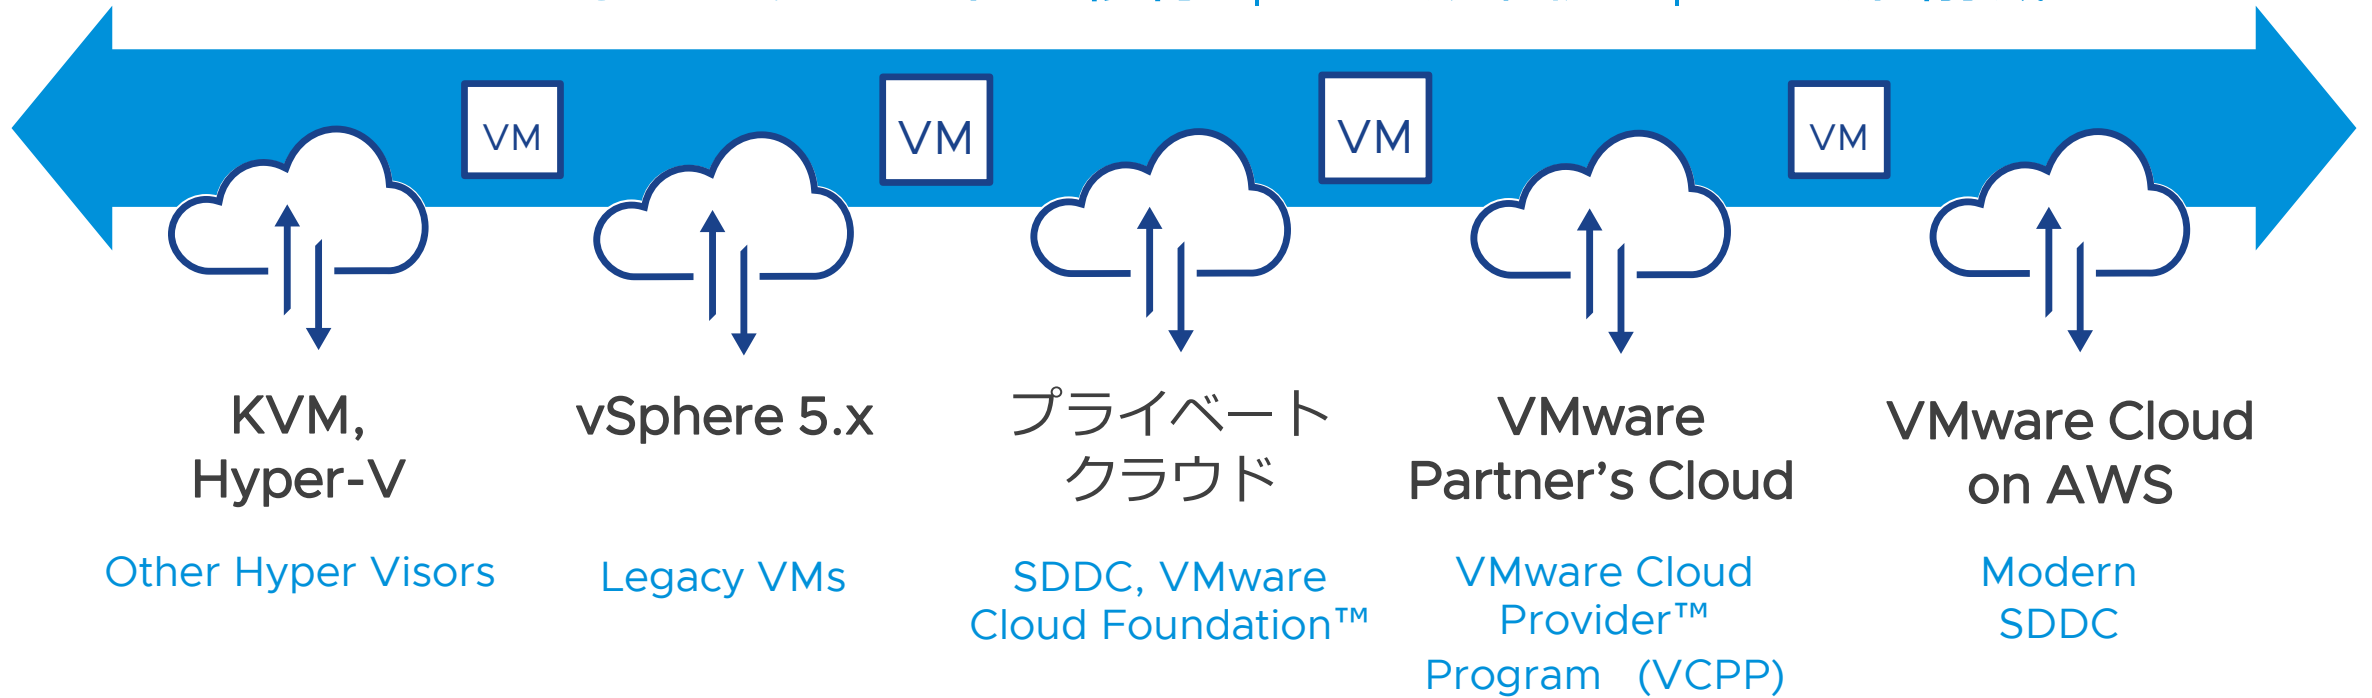 VM
VM
VM
VM
KVM,
Hyper-V
Other Hyper Visors
vSphere 5.x
Legacy VMs
プライベート
クラウド
SDDC, VMware
Cloud Foundation™
VMware
Partner’s Cloud
VMware Cloud
Provider™
Program (VCPP)
VMware Cloud
on AWS
Modern
SDDC